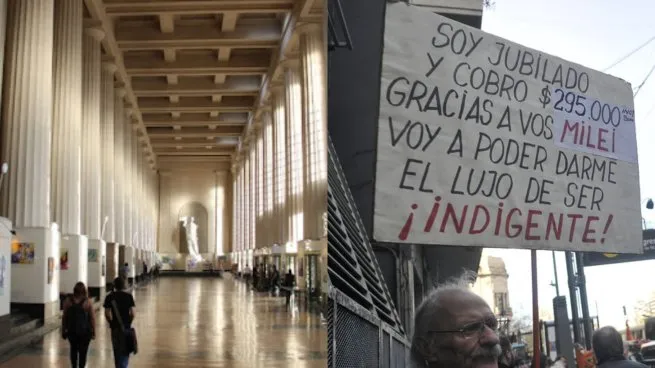 SOY JUBILADO
Y COBRO $295.000
GRACIAS A VOS MILEI
VOY A PODER DARME
EL LUJO DE SER
¡INDIGENTE!